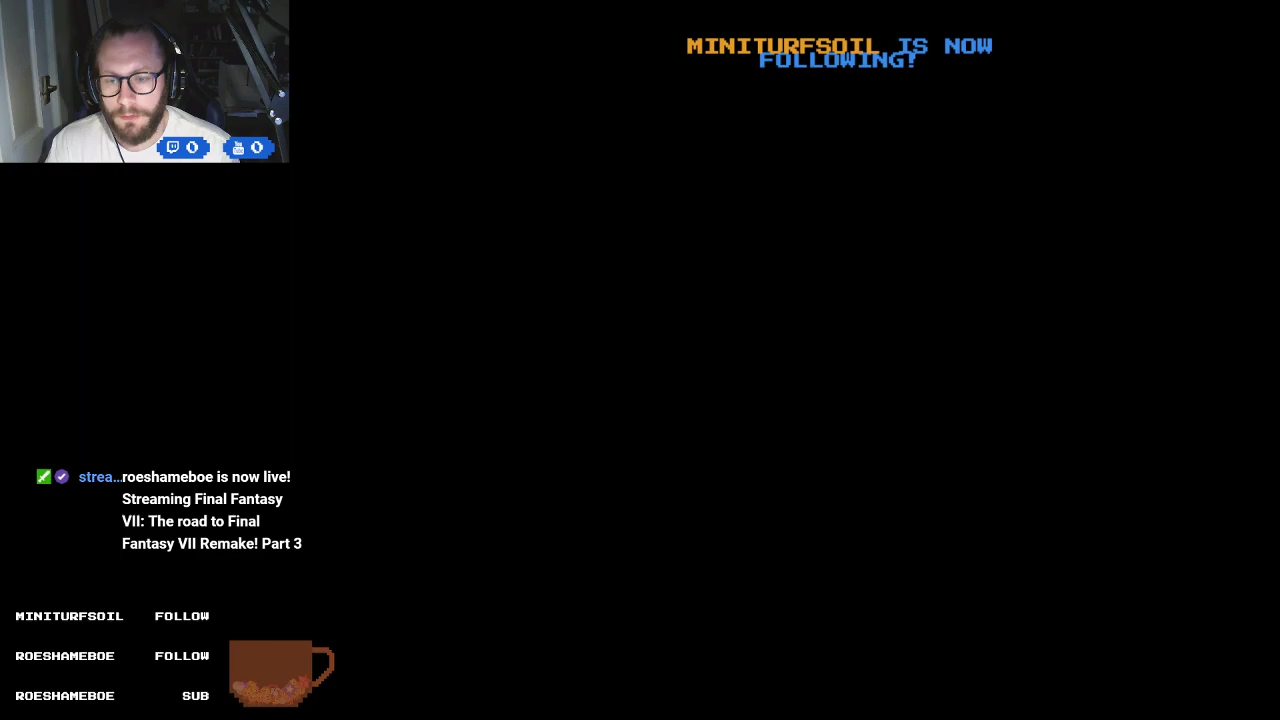 MINITURFSOIL IS NOW
FOLLOWING!
0 0
strea… roeshameboe is now live!
Streaming Final Fantasy
VII: The road to Final
Fantasy VII Remake! Part 3
MINITURFSOIL FOLLOW
ROESHAMEBOE FOLLOW
ROESHAMEBOE SUB